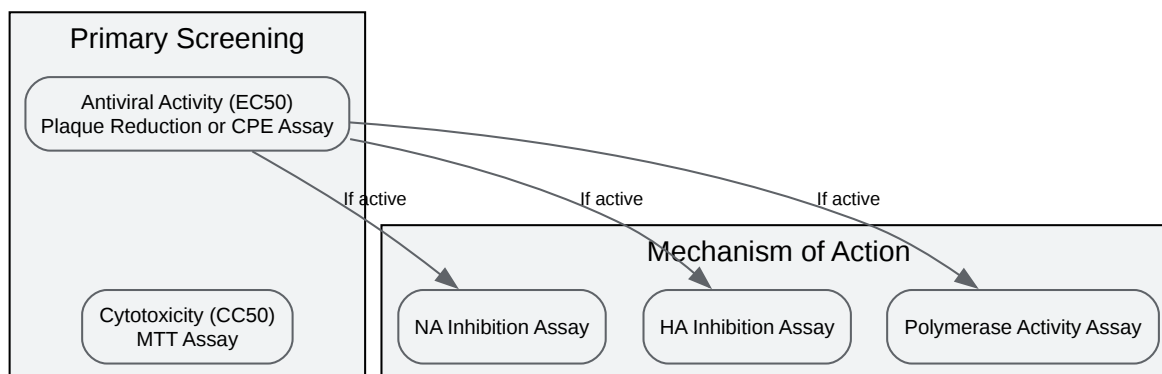 Primary Screening
Antiviral Activity (EC50)
Plaque Reduction or CPE Assay
If active
If active
If active
Mechanism of Action
Cytotoxicity (CC50)
MTT Assay
NA Inhibition Assay
HA Inhibition Assay
Polymerase Activity Assay